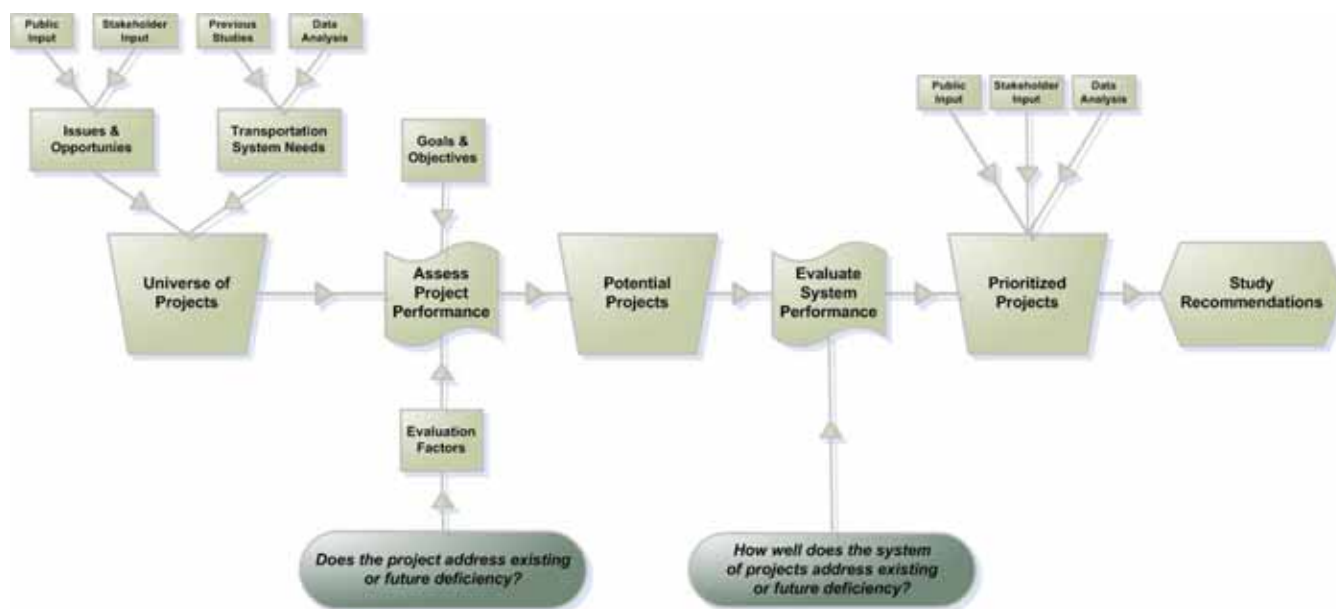 Public
Input
Stakeholder
Input
Previous
Studies
Data
Analysis
Issues &
Opportunies
Transportation
System Needs
Goals &
Objectives
Public
Input
Stakeholder
Input
Data
Analysis
Universe of
Projects
Assess
Project
Performance
Potential
Projects
Evaluate
System
Performance
Prioritized
Projects
Study
Recommendations
Evaluation
Factors
Does the project address existing
or future deficiency?
How well does the system
of projects address existing
or future deficiency?